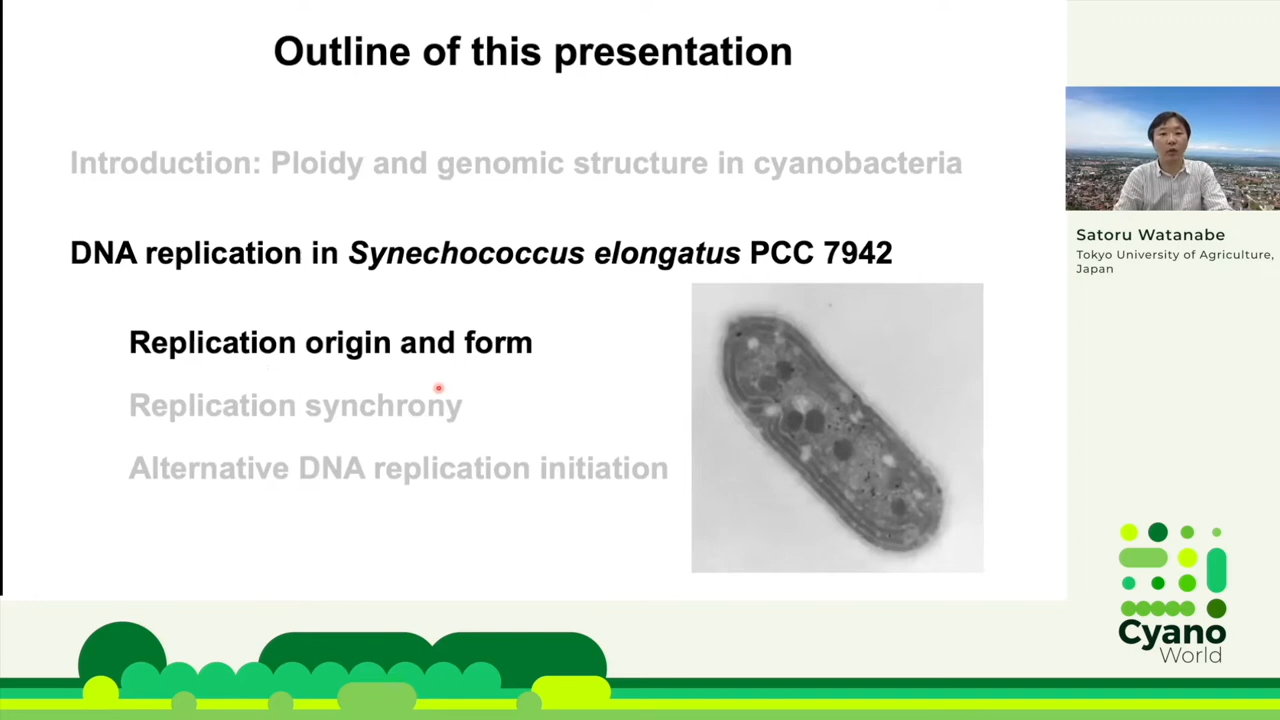 Outline of this presentation
Introduction: Ploidy and genomic structure in cyanobacteria
DNA replication in Synechococcus elongatus PCC 7942
Replication origin and form
Replication synchrony
Alternative DNA replication initiation
Satoru Watanabe
Tokyo University of Agriculture,
Japan
Cyano
World